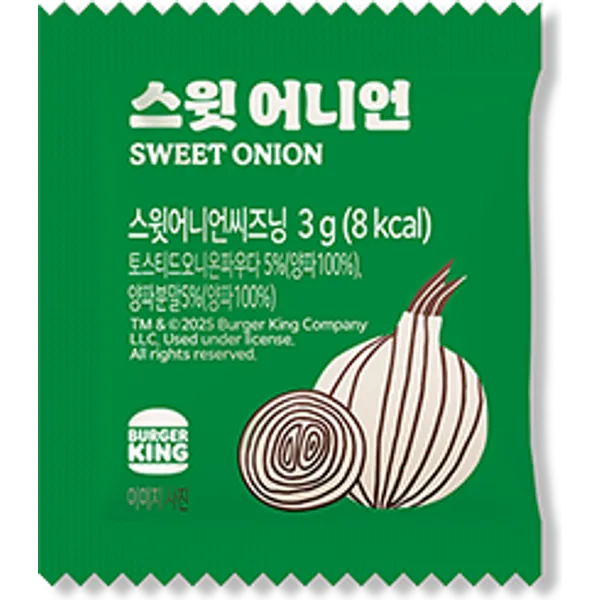 스윗 어니언
SWEET ONION
스윗어니언씨즈닝 3 g (8 kcal)
토스티드오니온파우다 5%(양파100%),
양파분말5%(양파100%)
TM & © 2025 Burger King Company
LLC. Used under license.
All rights reserved.
BURGER
KING
이미지 사진